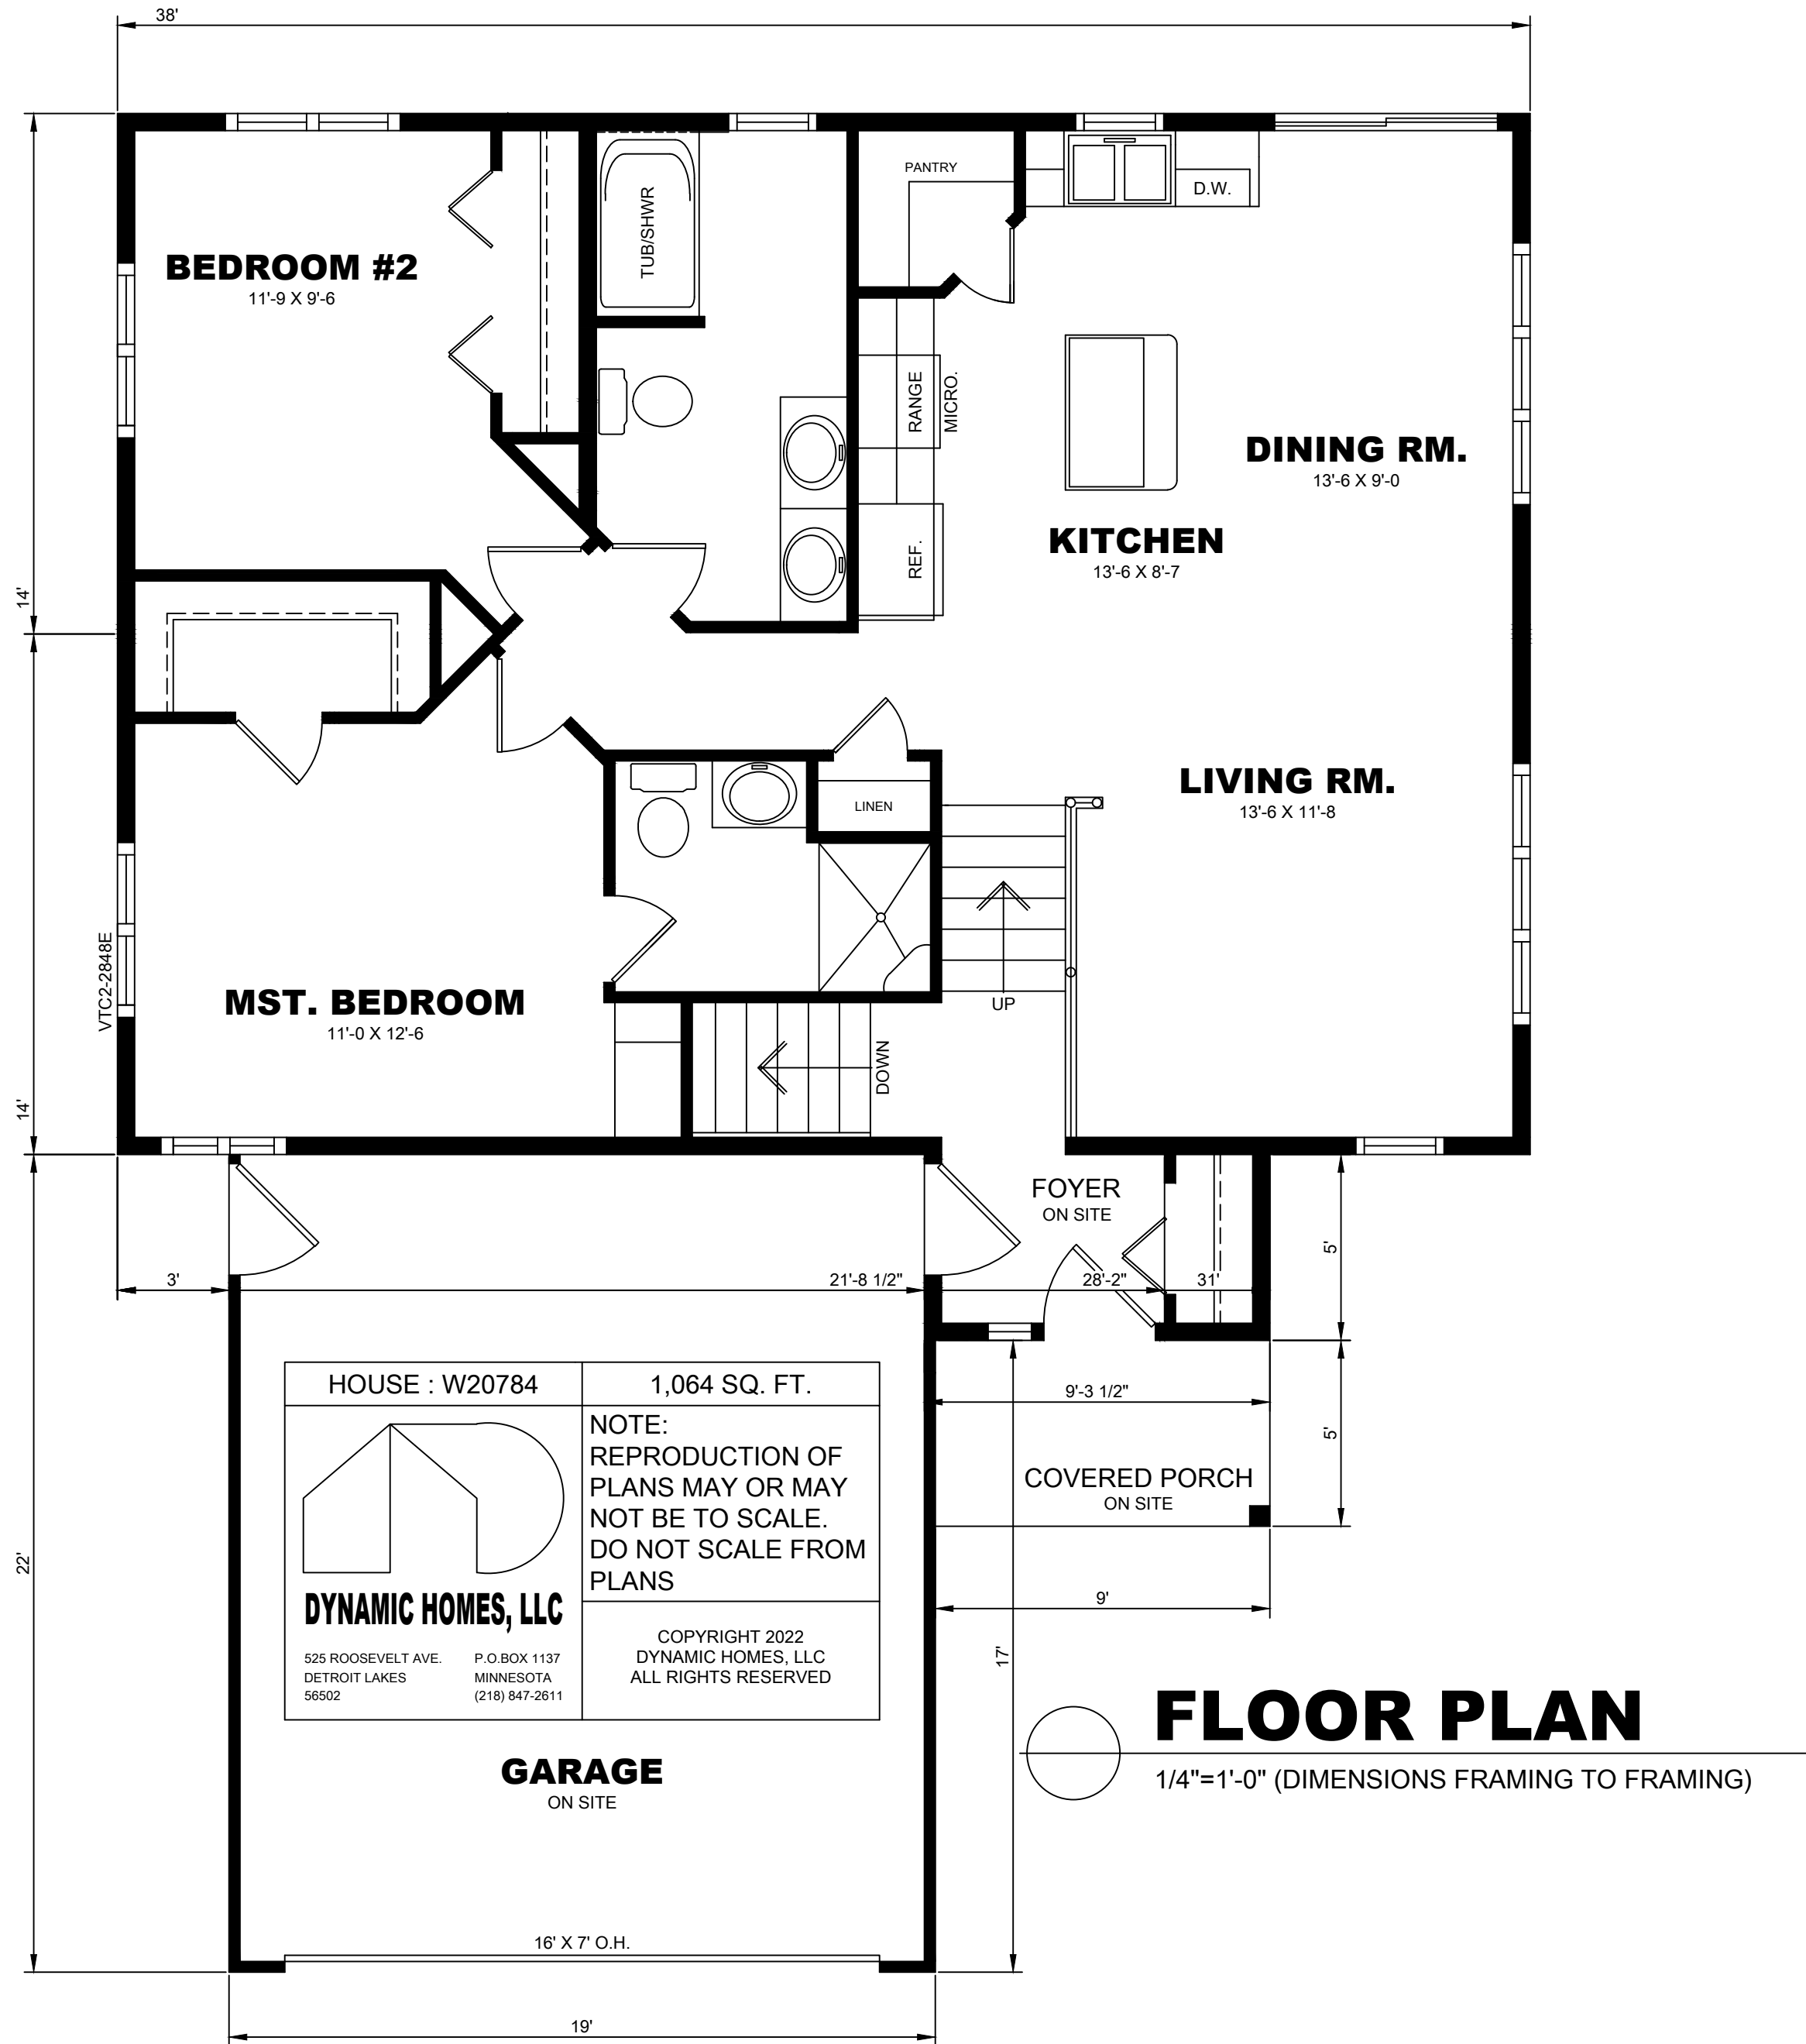 38'
PANTRY
D.W.
TUB/SHWR
BEDROOM #2
11'-9 X 9'-6
RANGE
MICRO.
DINING RM.
13'-6 X 9'-0
KITCHEN
13'-6 X 8'-7
REF.
14'
LIVING RM.
13'-6 X 11'-8
LINEN
VTC2-2848E
MST. BEDROOM
11'-0 X 12'-6
UP
DOWN
14'
FOYER
ON SITE
5'
3'
21'-8 1/2"
28'-2"
31'
HOUSE : W20784
1,064 SQ. FT.
NOTE:
REPRODUCTION OF
PLANS MAY OR MAY
NOT BE TO SCALE.
DO NOT SCALE FROM
PLANS
DYNAMIC HOMES, LLC
525 ROOSEVELT AVE.
DETROIT LAKES
56502
P.O.BOX 1137
MINNESOTA
(218) 847-2611
COPYRIGHT 2022
DYNAMIC HOMES, LLC
ALL RIGHTS RESERVED
9'-3 1/2"
5'
COVERED PORCH
ON SITE
22'
9'
17'
FLOOR PLAN
1/4"=1'-0" (DIMENSIONS FRAMING TO FRAMING)
GARAGE
ON SITE
16' X 7' O.H.
19'